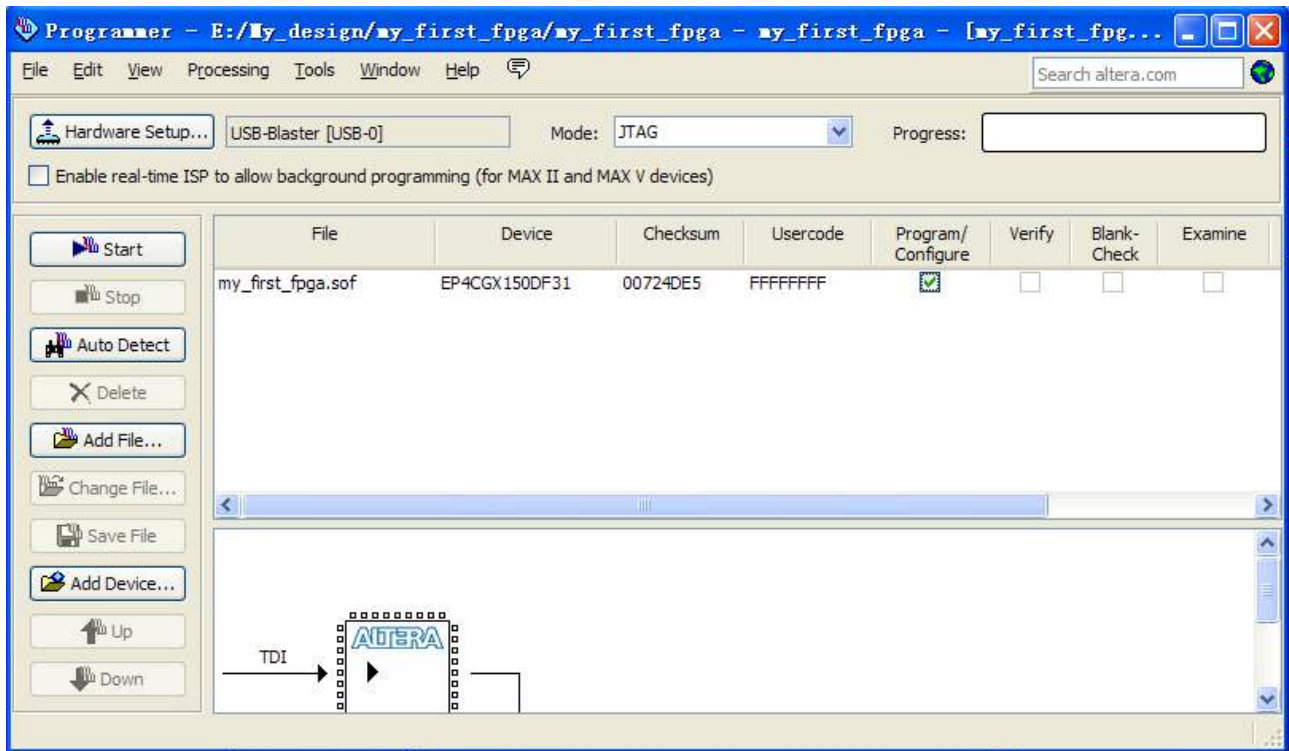 Programmer - E:/My_design/my_first_fpga/my_first_fpga - my_first_fpga - [my_first_fpg...
File Edit View Processing Tools Window Help Search altera.com
Hardware Setup... USB-Blaster [USB-0] Mode: JTAG Progress:
Enable real-time ISP to allow background programming (for MAX II and MAX V devices)
Start
Stop
Auto Detect
Delete
Add File...
Change File...
Save File
Add Device...
Up
Down
File Device Checksum Usercode Program/ Configure Verify Blank- Check Examine
my_first_fpga.sof EP4CGX150DF31 00724DE5 FFFFFFFF
ALTERA
TDI